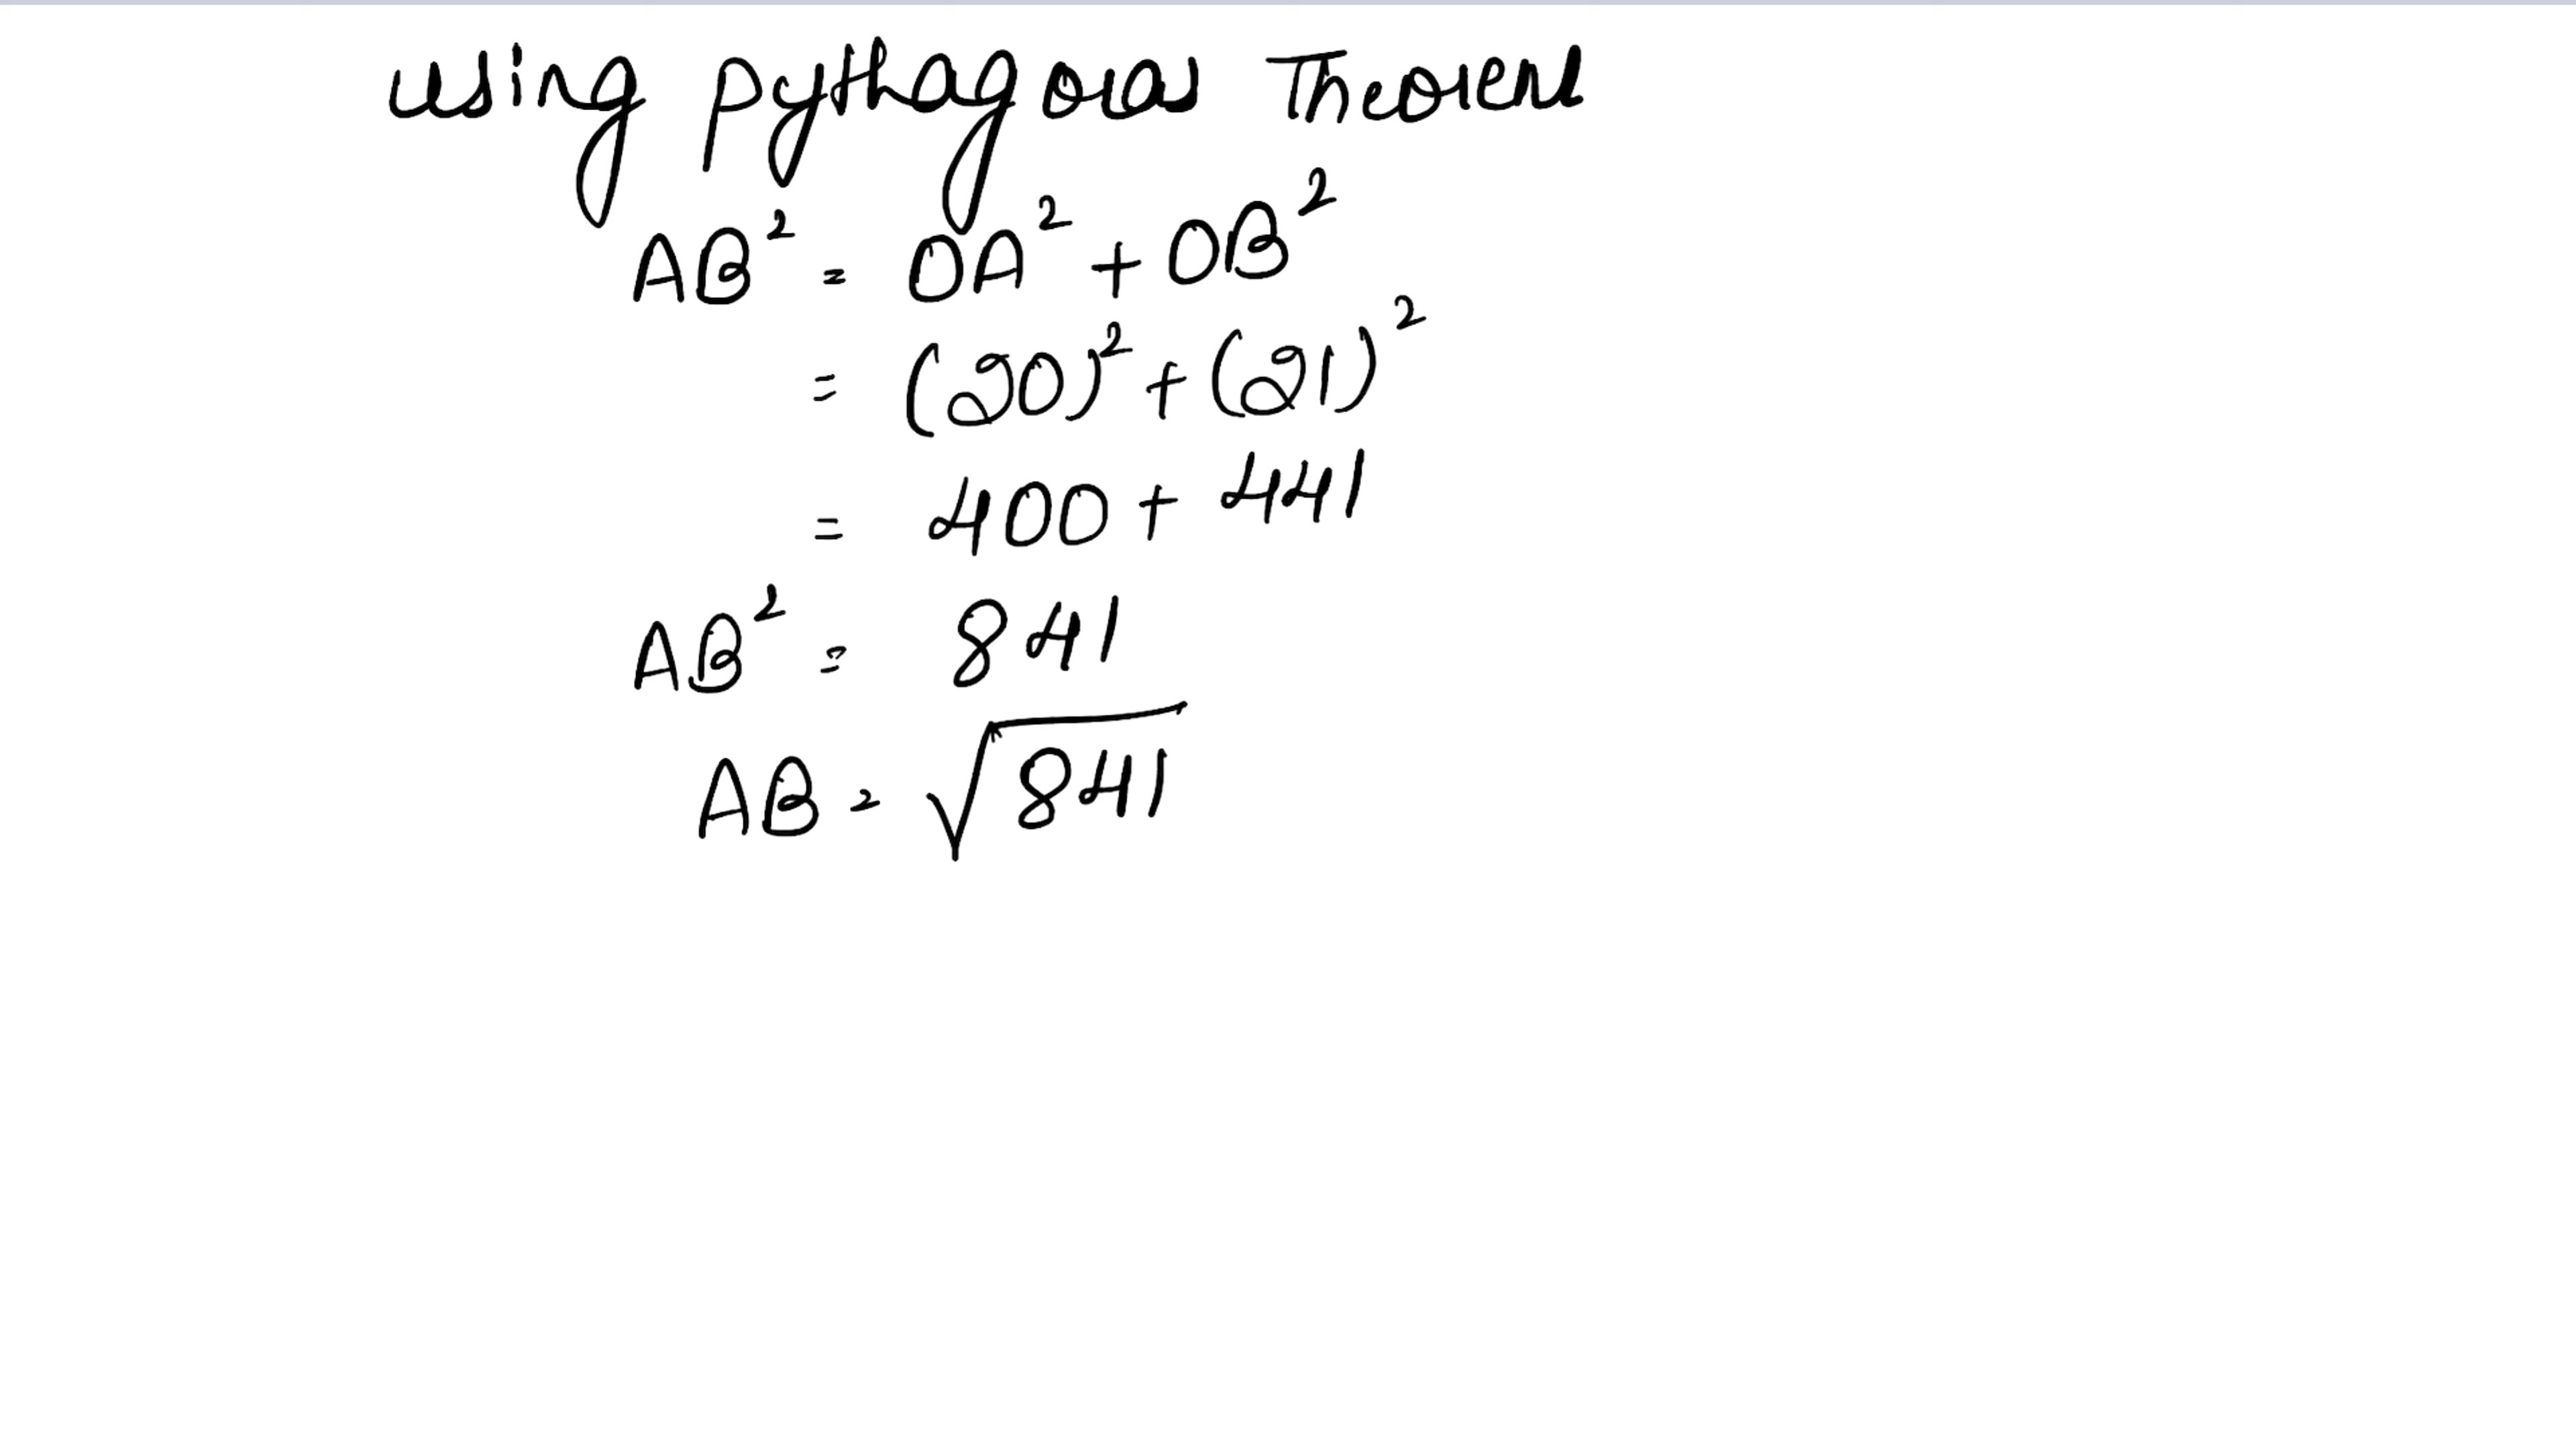 using pythagoras Theorem
AB² = OA² + OB²
= (20)² + (21)²
= 400 + 441
AB² = 841
AB = √841